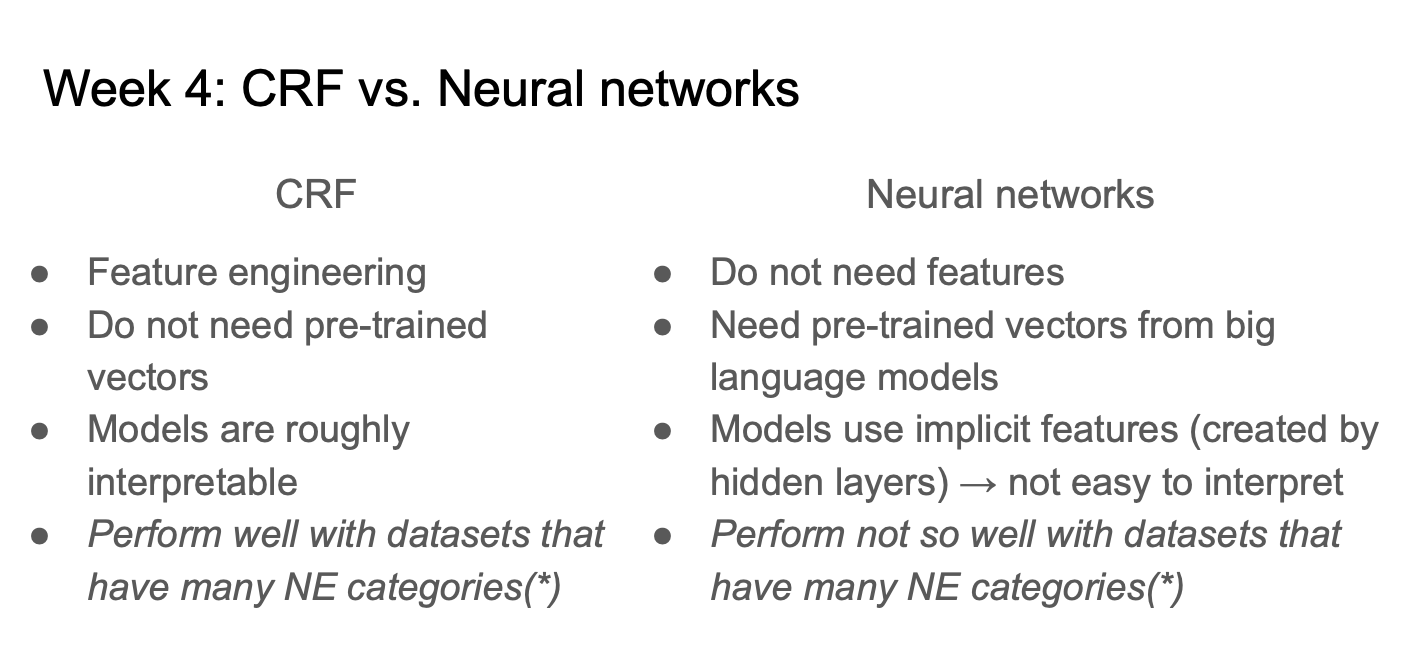 Week 4: CRF vs. Neural networks
CRF
● Feature engineering
● Do not need pre-trained
vectors
● Models are roughly
interpretable
● Perform well with datasets that
have many NE categories(*)
Neural networks
● Do not need features
● Need pre-trained vectors from big
language models
● Models use implicit features (created by
hidden layers) → not easy to interpret
● Perform not so well with datasets that
have many NE categories(*)